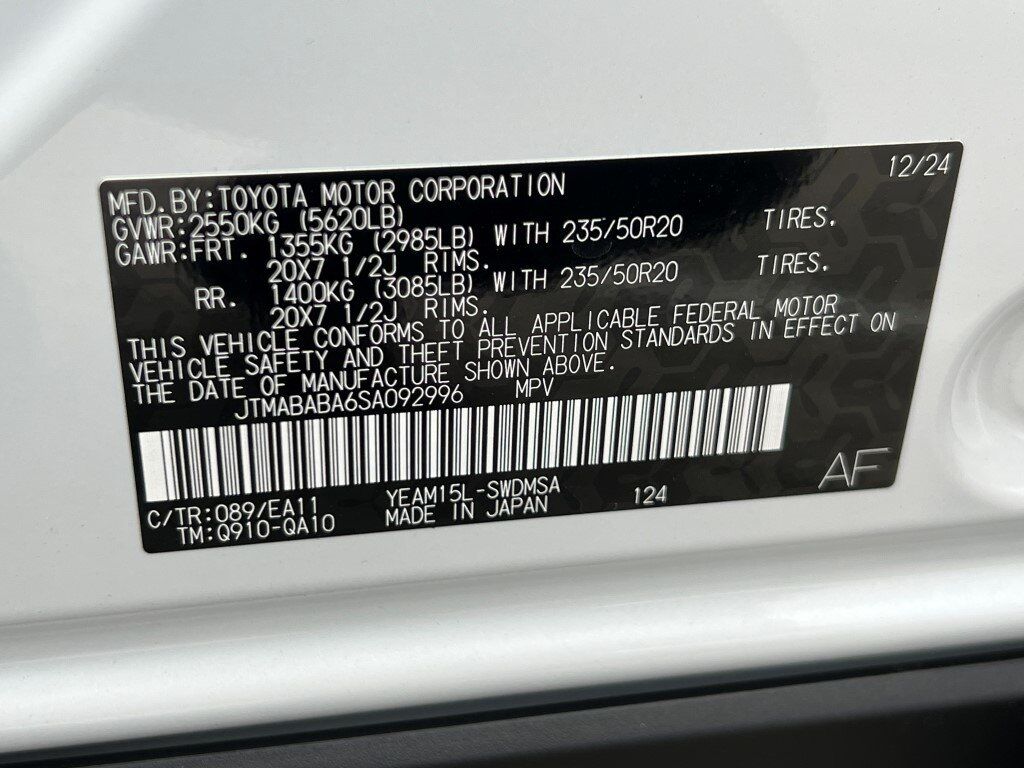 12/24
MFD.BY:TOYOTA MOTOR CORPORATION
GVWR:2550KG (5620LB)
GAWR:FRT. 1355KG (2985LB) WITH 235/50R20 TIRES.
20X7 1/2J RIMS.
RR. 1400KG (3085LB) WITH 235/50R20 TIRES.
20X7 1/2J RIMS.
THIS VEHICLE CONFORMS TO ALL APPLICABLE FEDERAL MOTOR
VEHICLE SAFETY AND THEFT PREVENTION STANDARDS IN EFFECT ON
THE DATE OF MANUFACTURE SHOWN ABOVE.
JTMABABA6SA092996 MPV
C/TR:089/EA11 YEAM15L-SWDMSA 124
TM:Q910-QA10 MADE IN JAPAN
AF